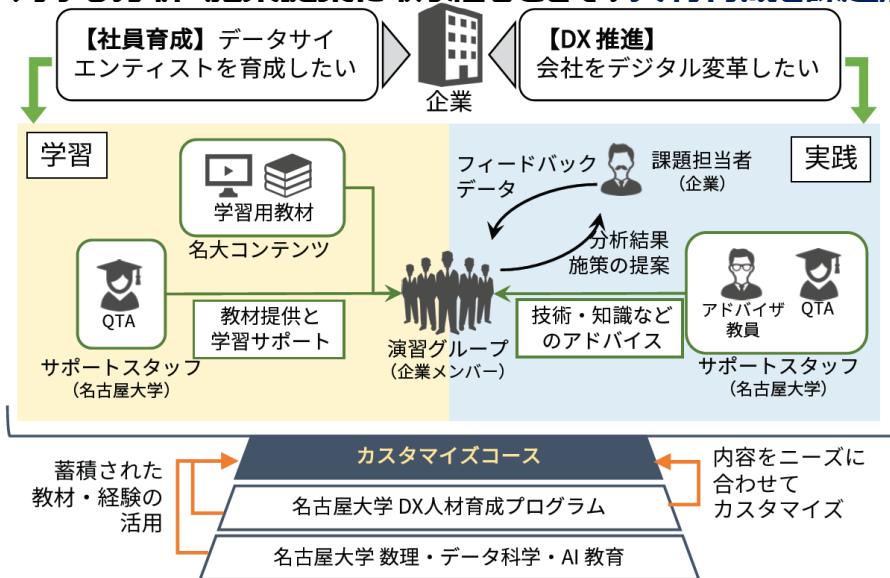 【社員育成】データサイ
エンティストを育成したい
企業
【DX 推進】
会社をデジタル変革したい
学習
学習用教材
名大コンテンツ
QTA
サポートスタッフ
（名古屋大学）
教材提供と
学習サポート
フィードバック
データ
課題担当者
（企業）
実践
分析結果
施策の提案
演習グループ
（企業メンバー）
技術・知識など
のアドバイス
アドバイザ
教員
QTA
サポートスタッフ
（名古屋大学）
蓄積された
教材・経験の
活用
カスタマイズコース
名古屋大学 DX人材育成プログラム
名古屋大学 数理・データ科学・AI 教育
内容をニーズに
合わせて
カスタマイズ